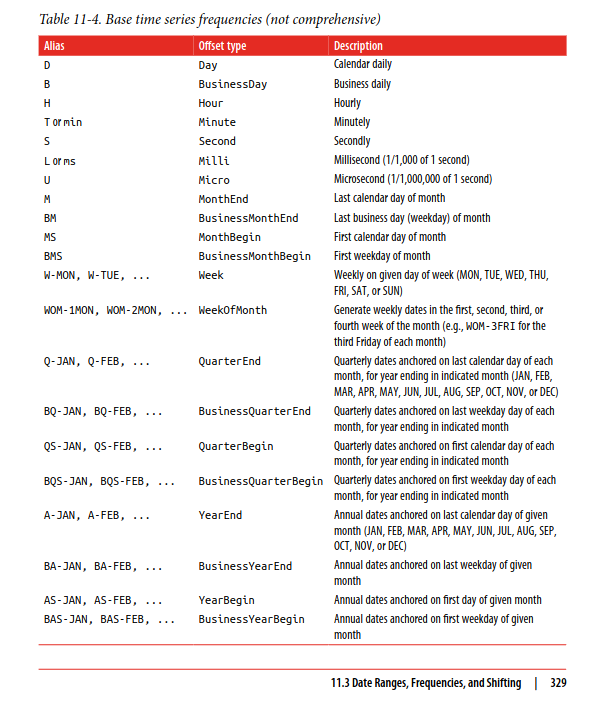 Table 11-4. Base time series frequencies (not comprehensive)
Alias Offset type Description
D Day Calendar daily
B BusinessDay Business daily
H Hour Hourly
T or min Minute Minutely
S Second Secondly
L or ms Milli Millisecond (1/1,000 of 1 second)
U Micro Microsecond (1/1,000,000 of 1 second)
M MonthEnd Last calendar day of month
BM BusinessMonthEnd Last business day (weekday) of month
MS MonthBegin First calendar day of month
BMS BusinessMonthBegin First weekday of month
W-MON, W-TUE, ... Week Weekly on given day of week (MON, TUE, WED, THU,
FRI, SAT, or SUN)
WOM-1MON, WOM-2MON, ... WeekOfMonth Generate weekly dates in the first, second, third, or
fourth week of the month (e.g., WOM-3FRI for the
third Friday of each month)
Q-JAN, Q-FEB, ... QuarterEnd Quarterly dates anchored on last calendar day of each
month, for year ending in indicated month (JAN, FEB,
MAR, APR, MAY, JUN, JUL, AUG, SEP, OCT, NOV, or DEC)
BQ-JAN, BQ-FEB, ... BusinessQuarterEnd Quarterly dates anchored on last weekday day of each
month, for year ending in indicated month
QS-JAN, QS-FEB, ... QuarterBegin Quarterly dates anchored on first calendar day of each
month, for year ending in indicated month
BQS-JAN, BQS-FEB, ... BusinessQuarterBegin Quarterly dates anchored on first weekday day of each
month, for year ending in indicated month
A-JAN, A-FEB, ... YearEnd Annual dates anchored on last calendar day of given
month (JAN, FEB, MAR, APR, MAY, JUN, JUL, AUG, SEP,
OCT, NOV, or DEC)
BA-JAN, BA-FEB, ... BusinessYearEnd Annual dates anchored on last weekday of given
month
AS-JAN, AS-FEB, ... YearBegin Annual dates anchored on first day of given month
BAS-JAN, BAS-FEB, ... BusinessYearBegin Annual dates anchored on first weekday of given
month
11.3 Date Ranges, Frequencies, and Shifting | 329